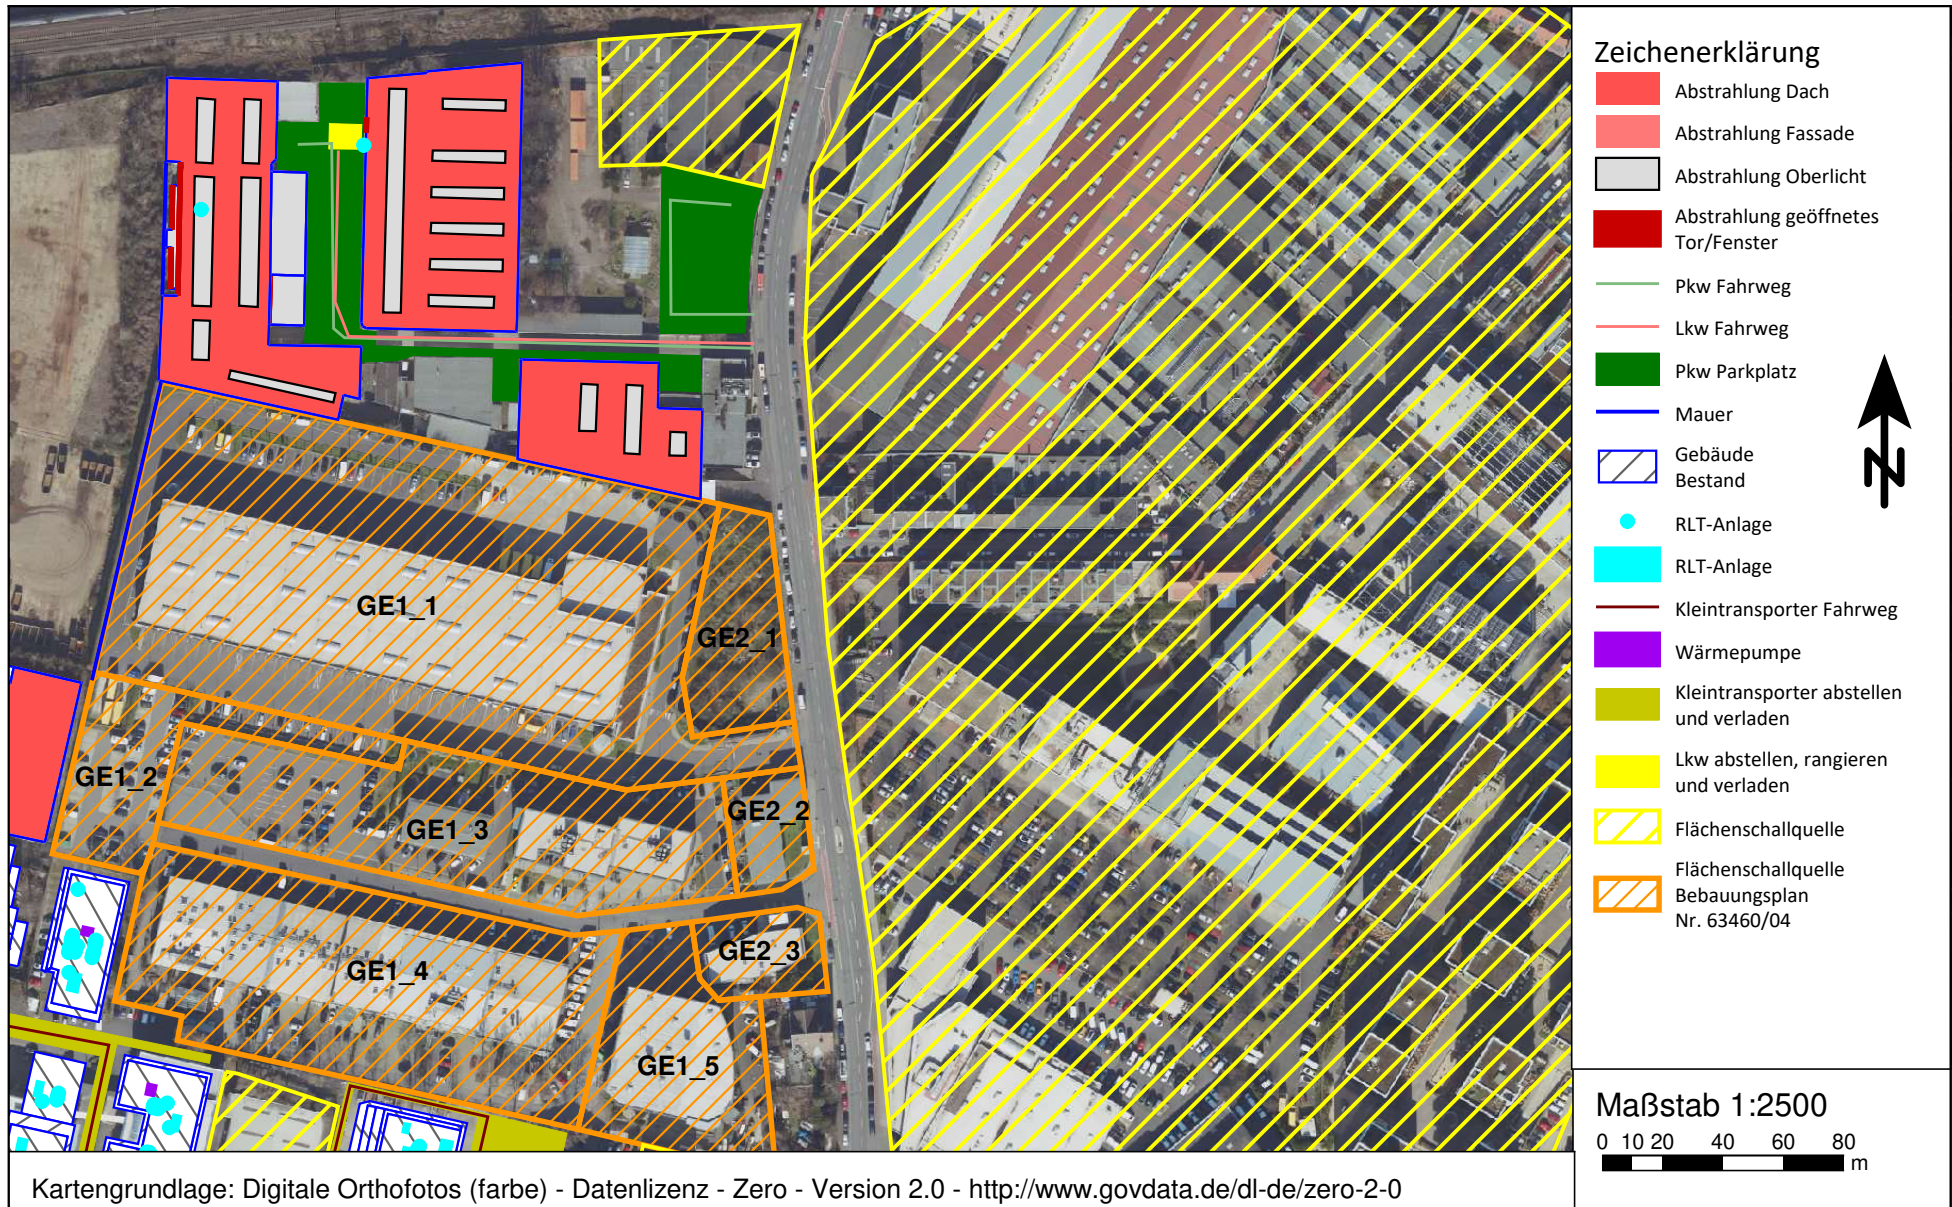 Zeichenerklärung
Abstrahlung Dach
Abstrahlung Fassade
Abstrahlung Oberlicht
Abstrahlung geöffnetes
Tor/Fenster
Pkw Fahrweg
Lkw Fahrweg
Pkw Parkplatz
Mauer
Gebäude
Bestand
RLT-Anlage
RLT-Anlage
Kleintransporter Fahrweg
Wärmepumpe
Kleintransporter abstellen
und verladen
Lkw abstellen, rangieren
und verladen
Flächenschallquelle
Flächenschallquelle
Bebauungsplan
Nr. 63460/04
N
GE1_1
GE2_1
GE1_2
GE2_2
GE1_3
GE2_3
GE1_4
GE1_5
Maßstab 1:2500
0 10 20 40 60 80
m
Kartengrundlage: Digitale Orthofotos (farbe) - Datenlizenz - Zero - Version 2.0 - http://www.govdata.de/dl-de/zero-2-0